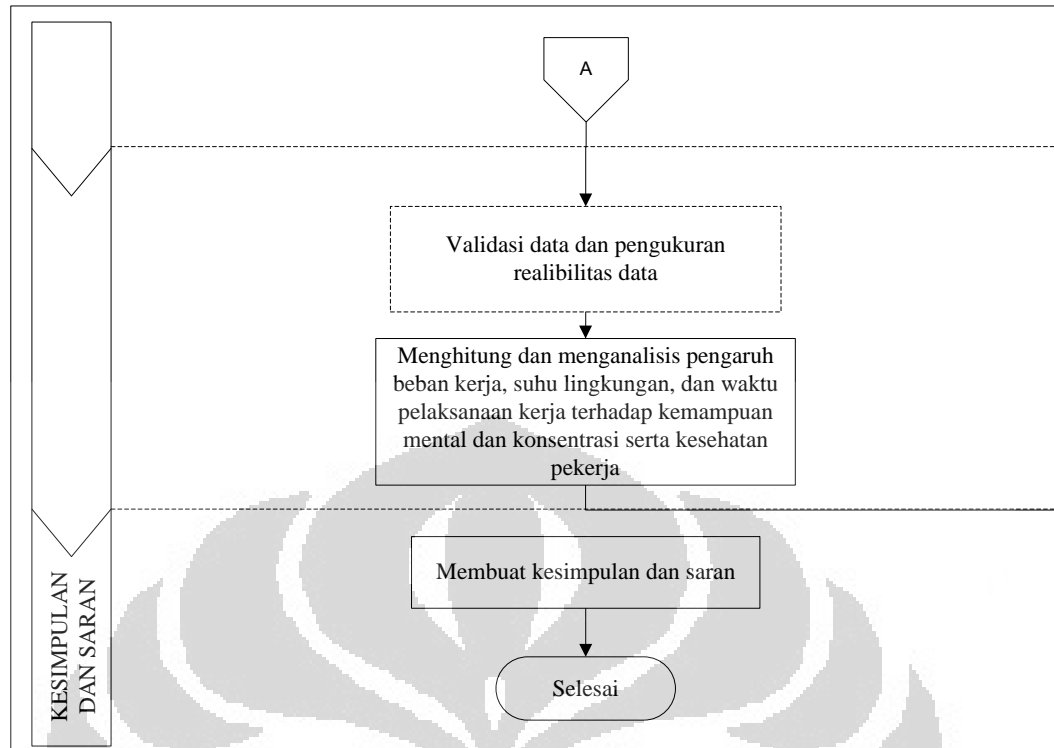 A
Validasi data dan pengukuran
realibilitas data
Menghitung dan menganalisis pengaruh
beban kerja, suhu lingkungan, dan waktu
pelaksanaan kerja terhadap kemampuan
mental dan konsentrasi serta kesehatan
pekerja
Membuat kesimpulan dan saran
Selesai
KESIMPULAN
DAN SARAN